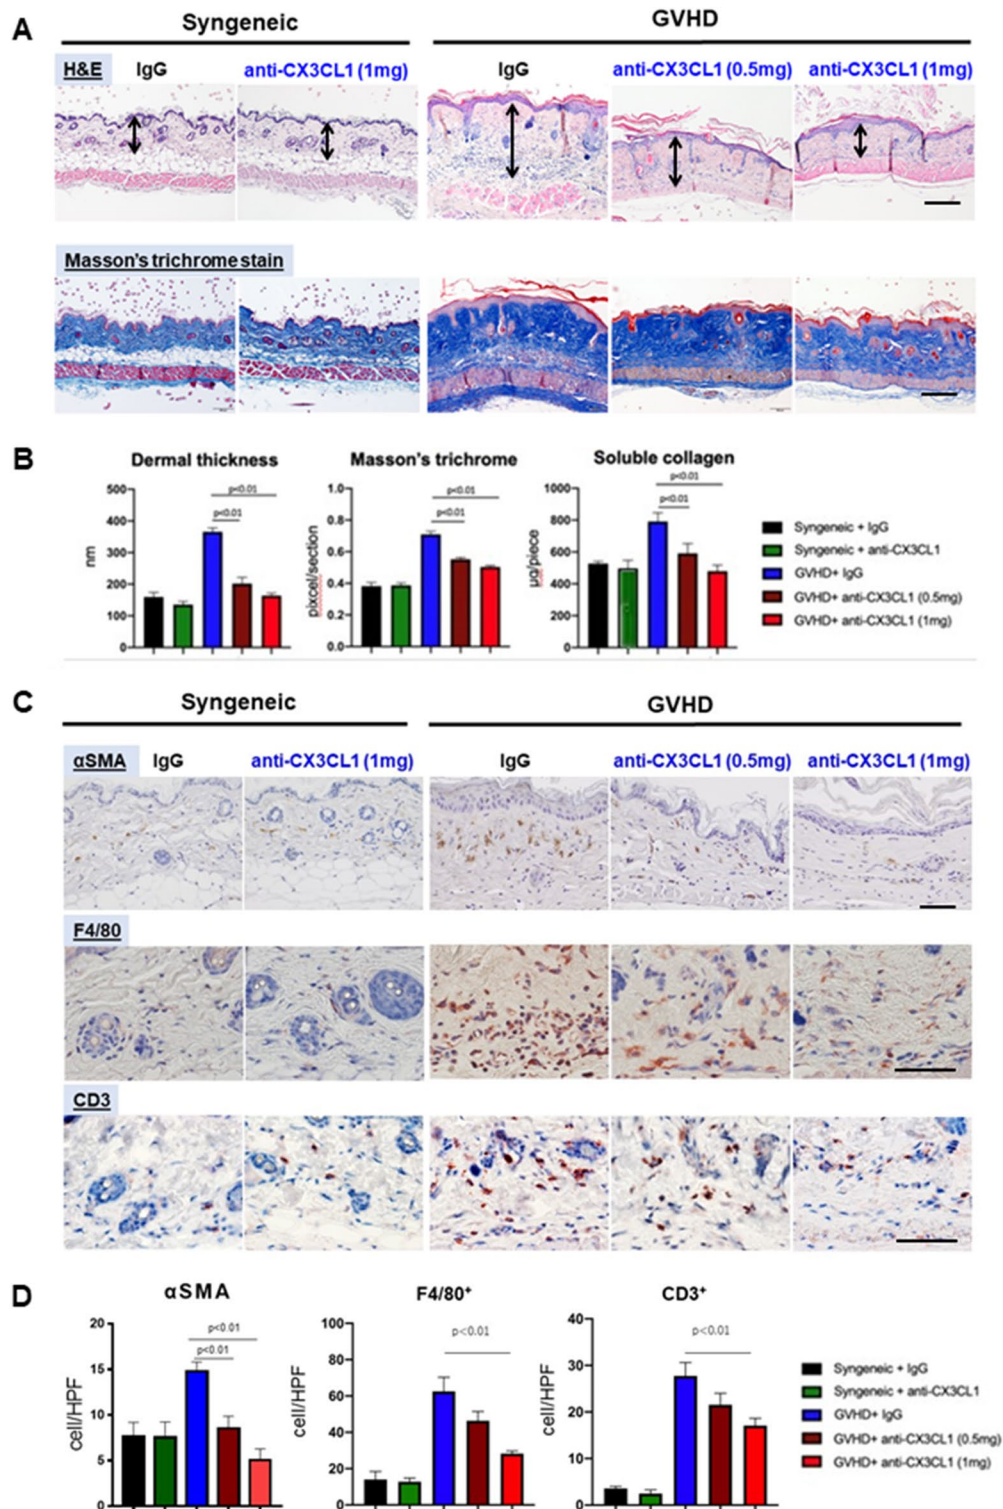 A
Syngeneic
GVHD
H&E
IgG
anti-CX3CL1 (1mg)
IgG
anti-CX3CL1 (0.5mg)
anti-CX3CL1 (1mg)
Masson's trichrome stain
B
Dermal thickness
Masson's trichrome
Soluble collagen
nm
500
400
300
200
100
0
p<0.01
p<0.01
pixcel/section
1.0
0.8
0.6
0.4
0.2
0.0
p<0.01
p<0.01
µg/piece
1000
800
600
400
200
0
p<0.01
p<0.01
Syngeneic + IgG
Syngeneic + anti-CX3CL1
GVHD+ IgG
GVHD+ anti-CX3CL1 (0.5mg)
GVHD+ anti-CX3CL1 (1mg)
C
Syngeneic
GVHD
αSMA
IgG
anti-CX3CL1 (1mg)
IgG
anti-CX3CL1 (0.5mg)
anti-CX3CL1 (1mg)
F4/80
CD3
D
αSMA
F4/80⁺
CD3⁺
cell/HPF
20
15
10
5
0
p<0.01
p<0.01
cell/HPF
100
80
60
40
20
0
p<0.01
cell/HPF
40
30
20
10
0
p<0.01
Syngeneic + IgG
Syngeneic + anti-CX3CL1
GVHD+ IgG
GVHD+ anti-CX3CL1 (0.5mg)
GVHD+ anti-CX3CL1 (1mg)